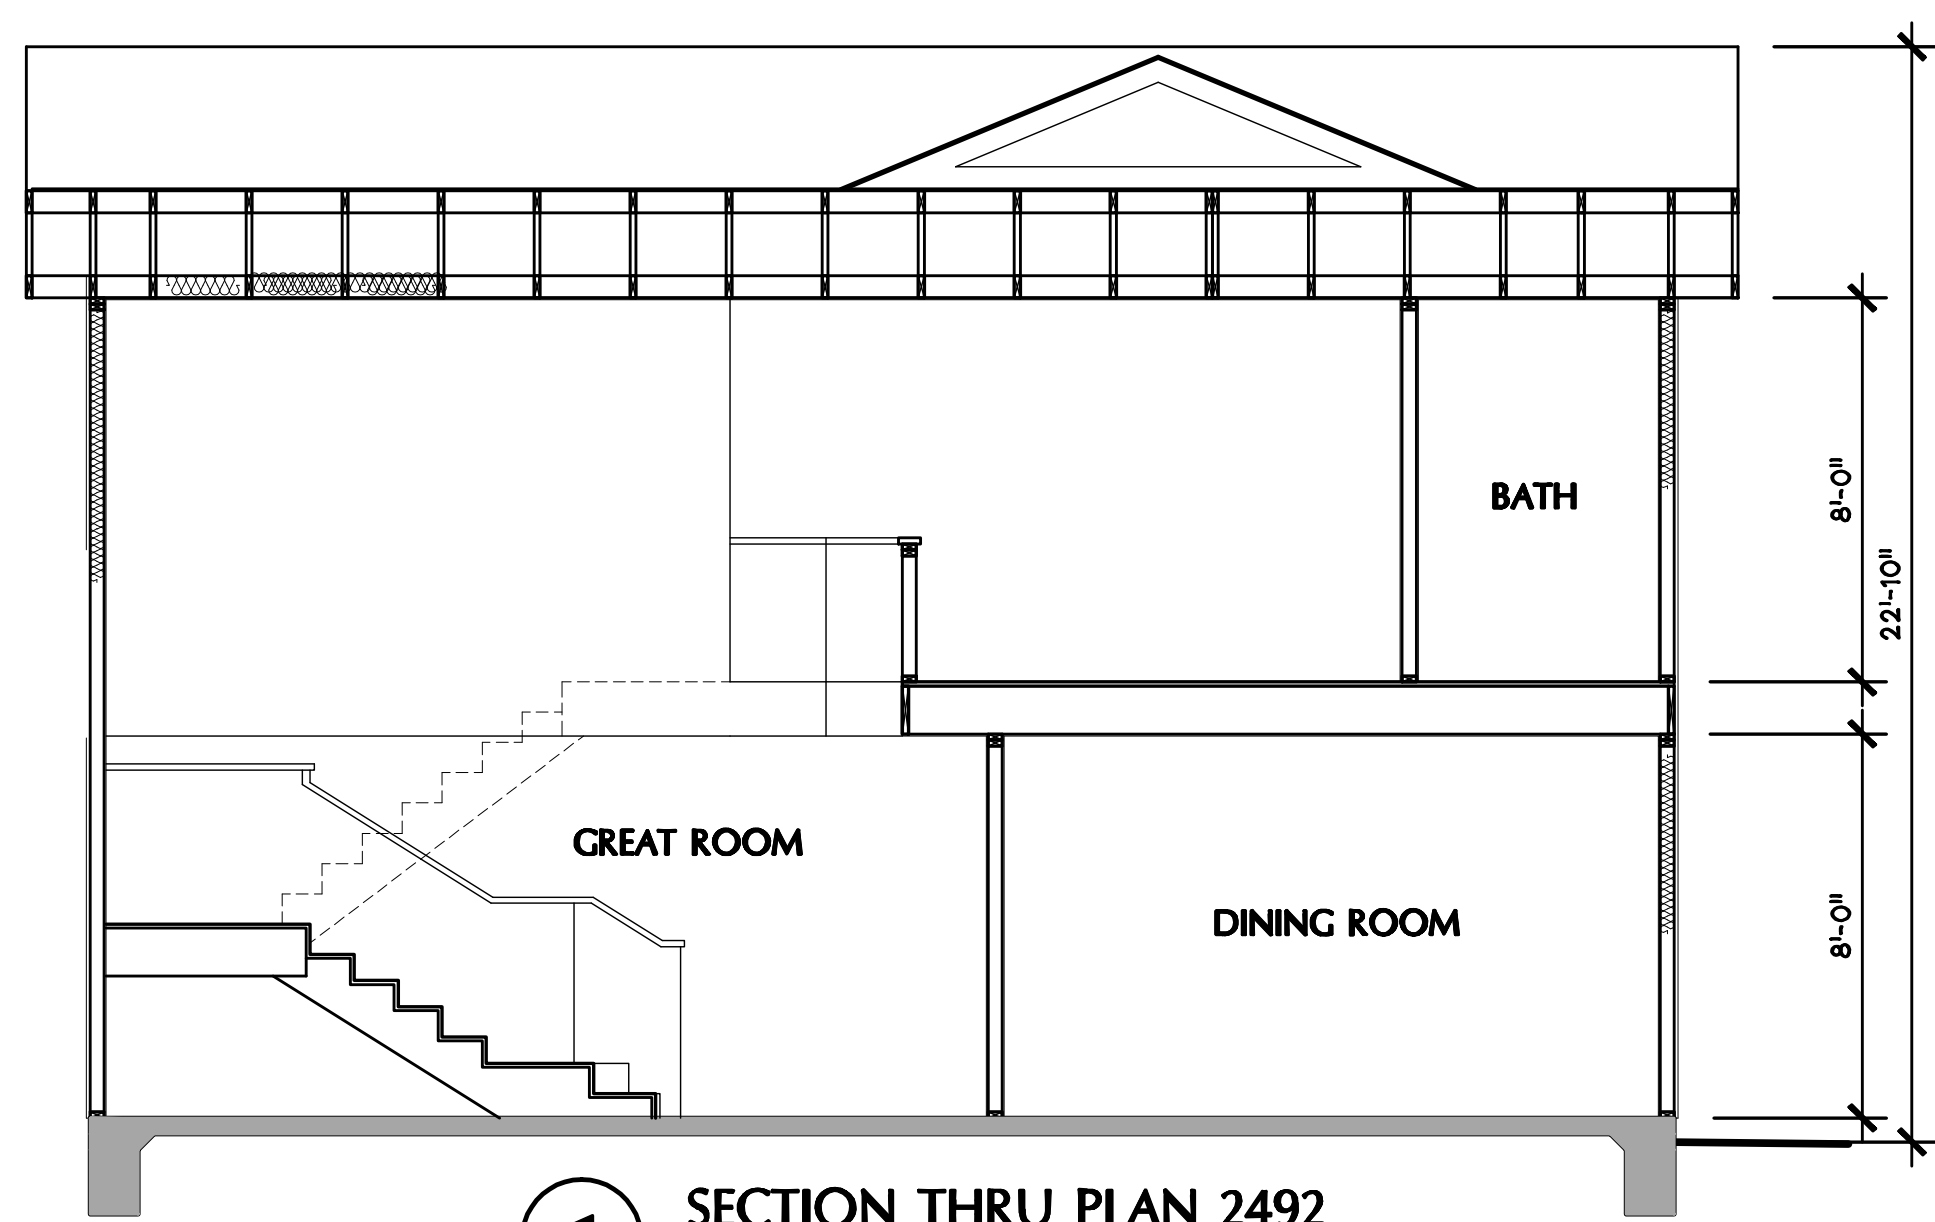 BATH
8'-0"
22'-10"
GREAT ROOM
DINING ROOM
8'-0"
SECTION THRU PLAN 2492